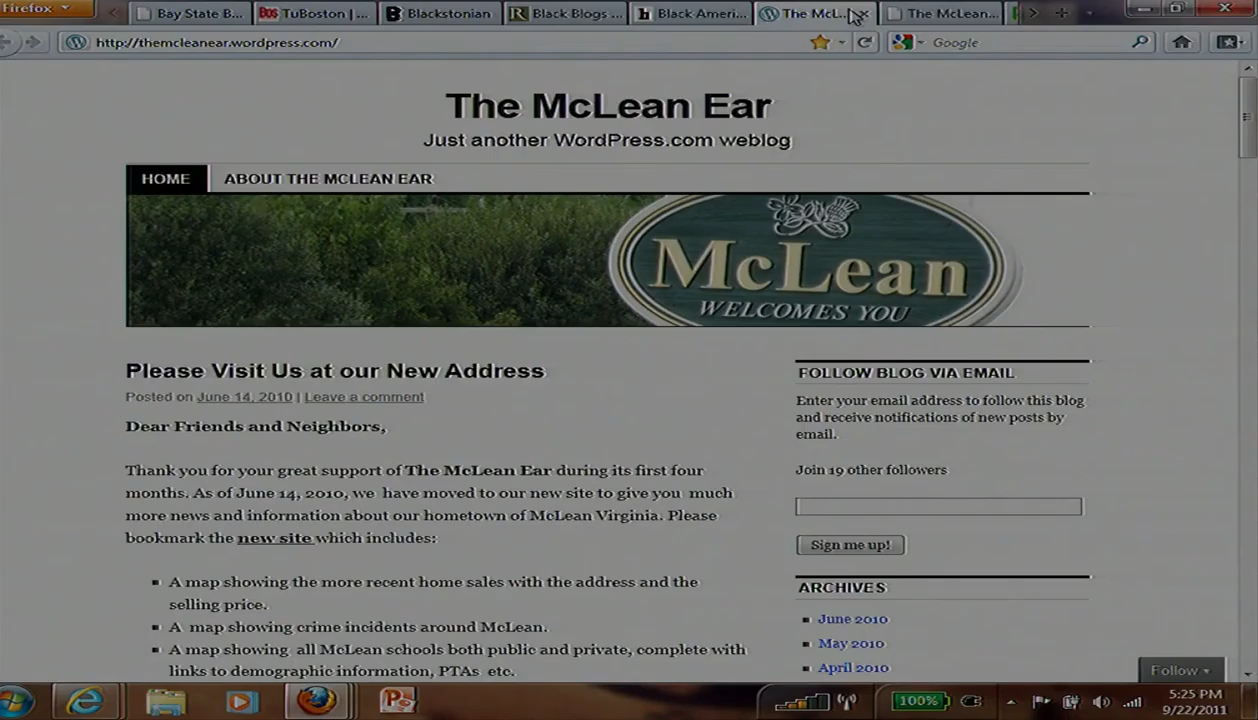 Firefox
Bay State B...
TuBoston | ...
Blackstonian
Black Blogs ...
Black Ameri...
The McL...
The McLean...
http://themcleanear.wordpress.com/
Google
The McLean Ear
Just another WordPress.com weblog
HOME
ABOUT THE MCLEAN EAR
McLean
WELCOMES YOU
Please Visit Us at our New Address
Posted on June 14, 2010 | Leave a comment
Dear Friends and Neighbors,
Thank you for your great support of The McLean Ear during its first four
months. As of June 14, 2010, we have moved to our new site to give you much
more news and information about our hometown of McLean Virginia. Please
bookmark the new site which includes:
A map showing the more recent home sales with the address and the
selling price.
A map showing crime incidents around McLean.
A map showing all McLean schools both public and private, complete with
links to demographic information, PTAs etc.
FOLLOW BLOG VIA EMAIL
Enter your email address to follow this blog
and receive notifications of new posts by
email.
Join 19 other followers
Sign me up!
ARCHIVES
June 2010
May 2010
April 2010
Follow
100%
5:25 PM
9/22/2011